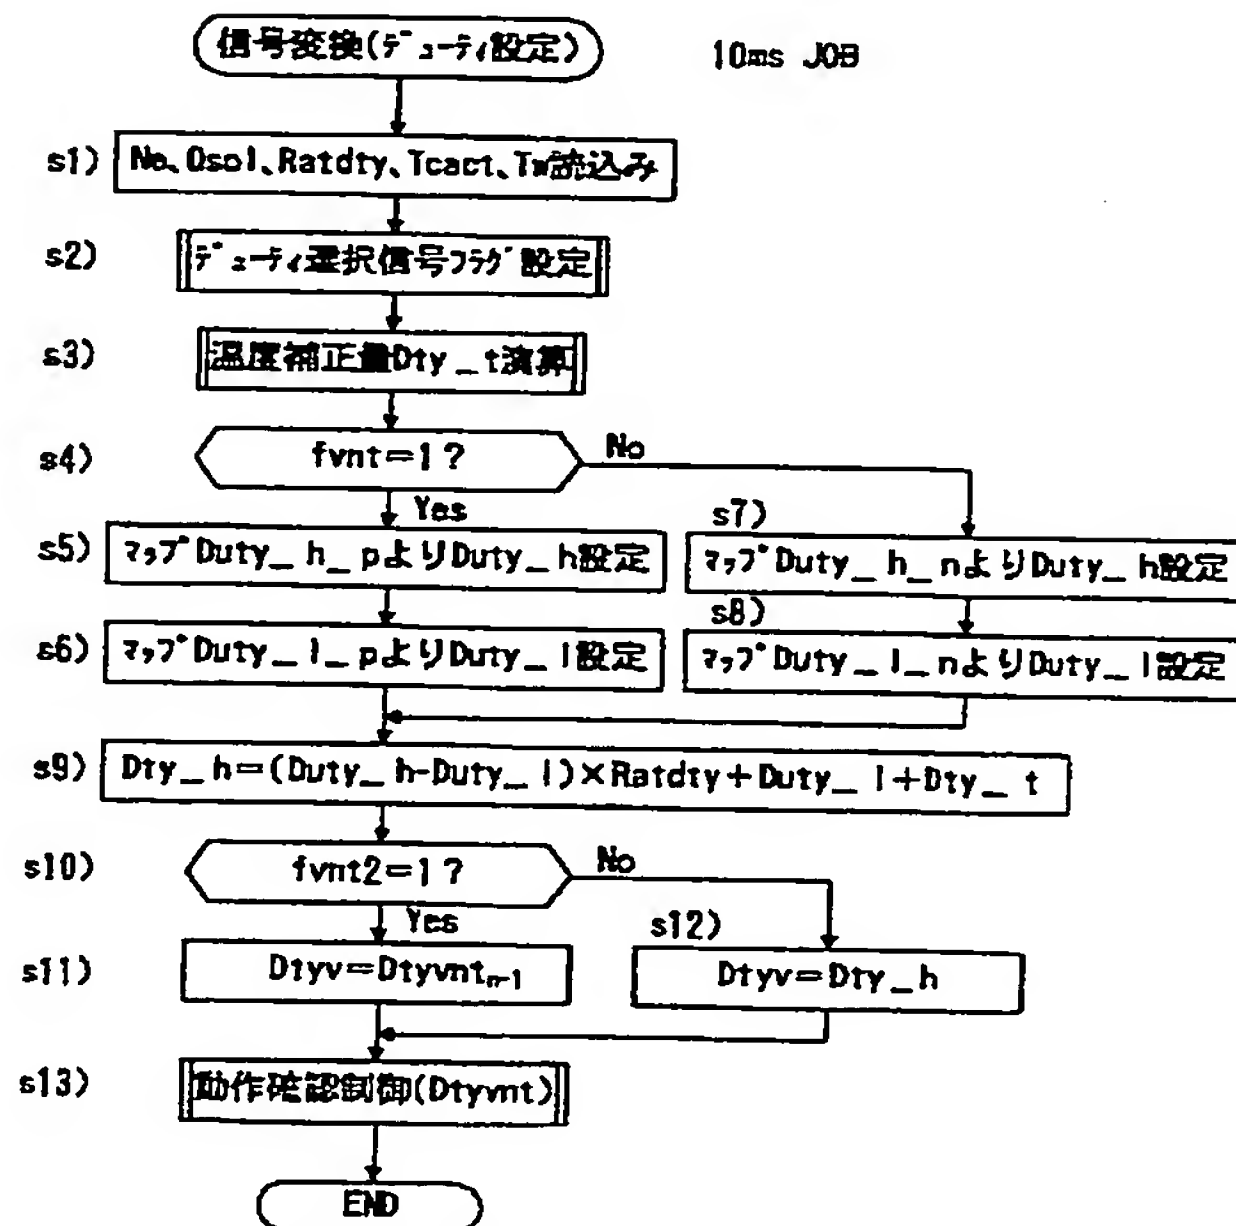 信号変換(デューティ設定)
10ms JOB
s1)
Ne、Qsol、Ratdty、Tcact、Tw読込み
s2)
デューティ選択信号フラグ設定
s3)
温度補正量Dty_t演算
s4)
fvnt=1?
No
Yes
s5)
マップDuty_h_pよりDuty_h設定
s7)
マップDuty_h_nよりDuty_h設定
s6)
マップDuty_l_pよりDuty_l設定
s8)
マップDuty_l_nよりDuty_l設定
s9)
Dty_h=(Duty_h-Duty_l)×Ratdty+Duty_l+Dty_t
s10)
fvnt2=1?
No
Yes
s11)
Dtyv=Dtyvntn-1
s12)
Dtyv=Dty_h
s13)
動作確認制御(Dtyvnt)
END